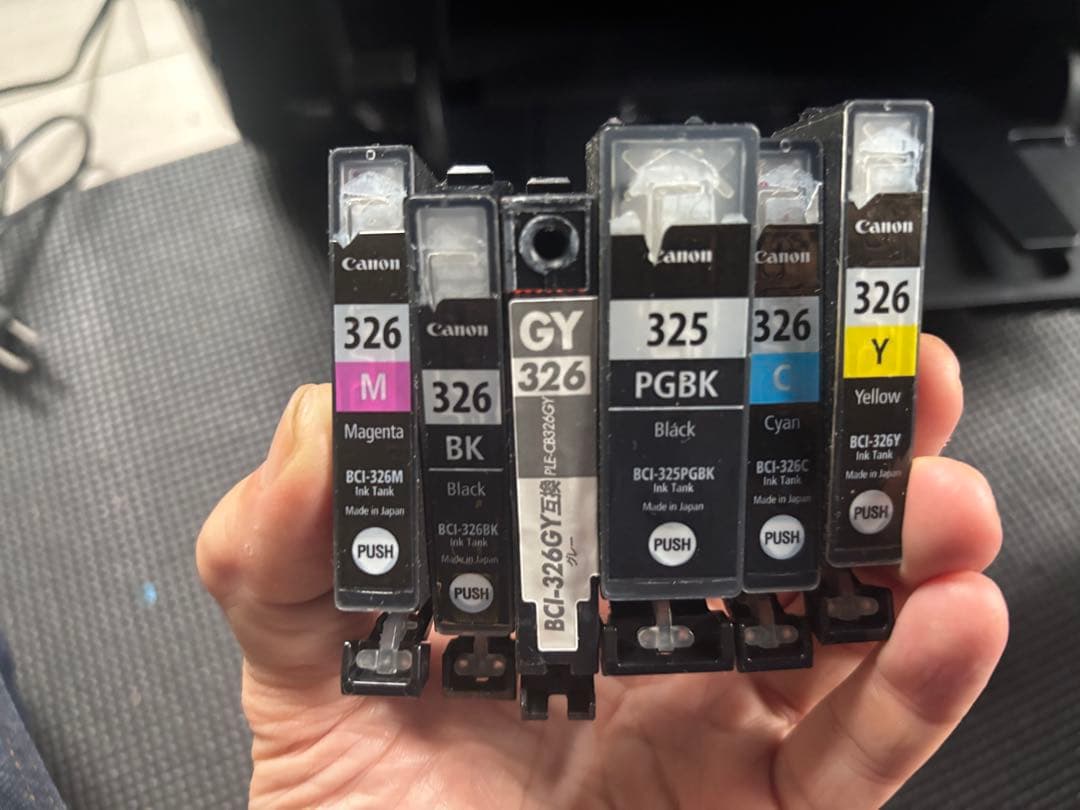 Canon
326
M
Magenta
BCI-326M
Ink Tank
Made in Japan
PUSH
Canon
326
BK
Black
BCI-326BK
Ink Tank
Made in Japan
PUSH
GY
326
PLE-CB326GY
BCI-326GY互換
グレー
Canon
325
PGBK
Black
BCI-325PGBK
Ink Tank
Made in Japan
PUSH
Canon
326
C
Cyan
BCI-326C
Ink Tank
Made in Japan
PUSH
Canon
326
Y
Yellow
BCI-326Y
Ink Tank
Made in Japan
PUSH